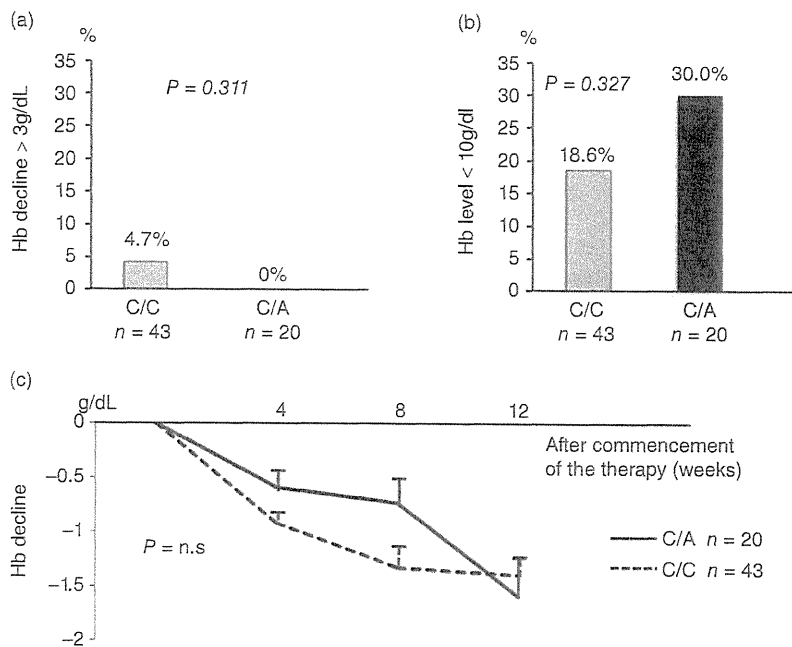 (a)
%
35
30
25
20
15
10
5
0
Hb decline > 3g/dL
P = 0.311
4.7%
0%
C/C
n = 43
C/A
n = 20
(b)
%
35
30
25
20
15
10
5
0
Hb level < 10g/dl
P = 0.327
18.6%
30.0%
C/C
n = 43
C/A
n = 20
(c)
g/dL
4
8
12
0
−0.5
−1
−1.5
−2
Hb decline
After commencement
of the therapy (weeks)
P = n.s
C/A n = 20
C/C n = 43